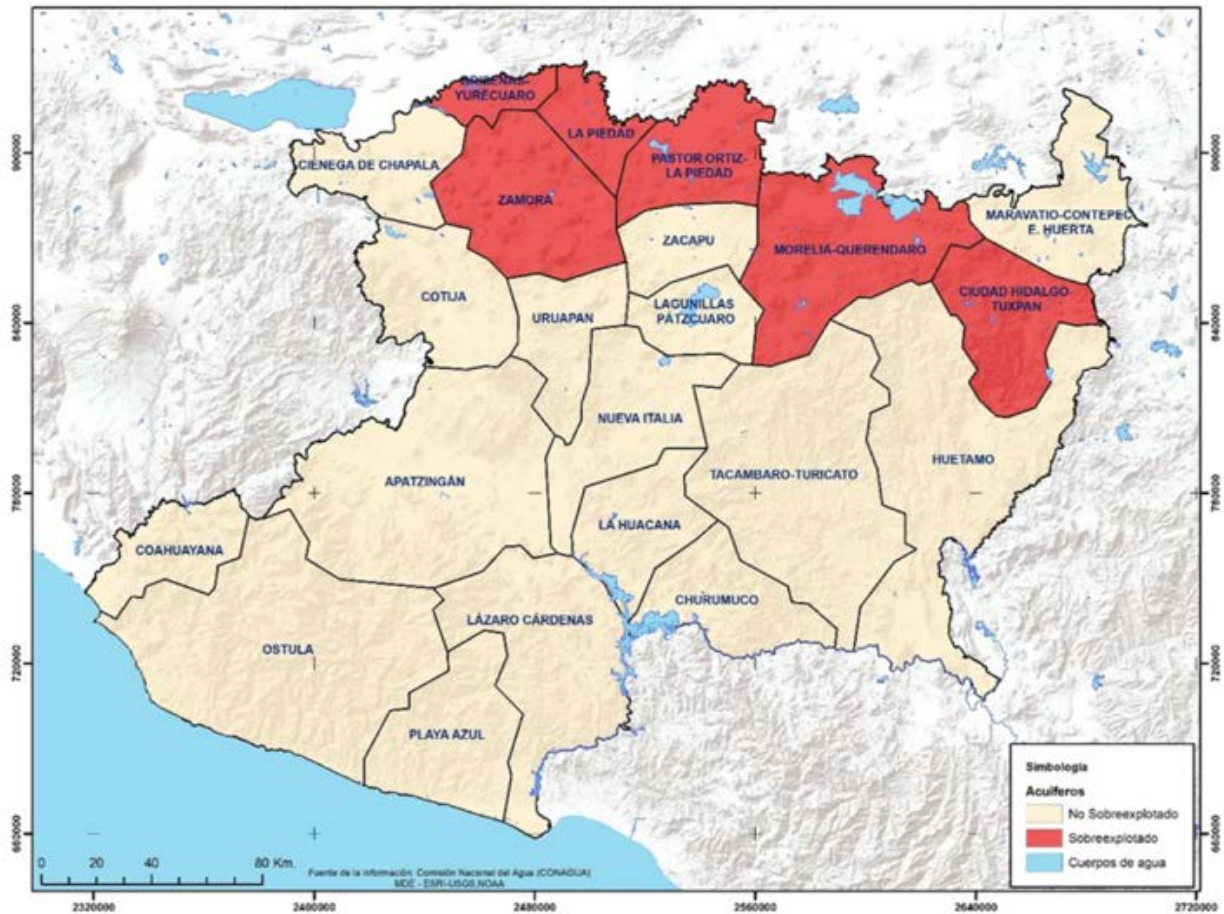 YURECUARO
LA PIEDAD
CIENEGA DE CHAPALA
PASTOR ORTIZ-
LA PIEDAD
ZAMORA
MARAVATIO-CONTEPEC
E. HUERTA
ZACAPU
MORELIA-QUERENDARO
COTIJA
CIUDAD HIDALGO-
TUXPAN
URUAPAN
LAGUNILLAS
PÁTZCUARO
NUEVA ITALIA
HUETAMO
APATZINGÁN
TACAMBARO-TURICATO
LA HUACANA
COAHUAYANA
CHURUMUCO
LÁZARO CÁRDENAS
OSTULA
PLAYA AZUL
Simbología
Acuíferos
No Sobreexplotado
Sobreexplotado
Cuerpos de agua
0 20 40 80 Km.
Fuente de la información: Comisión Nacional del Agua (CONAGUA)
MDE - ESRI-USGS,NOAA
840000
780000
720000
660000
720000
660000
2320000
2400000
2480000
2560000
2640000
2720000